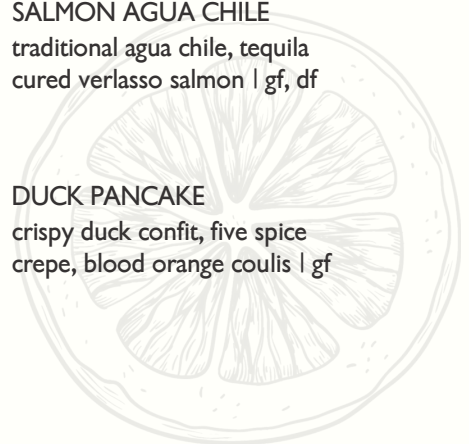 SALMON AGUA CHILE
traditional agua chile, tequila
cured verlasso salmon | gf, df
DUCK PANCAKE
crispy duck confit, five spice
crepe, blood orange coulis | gf